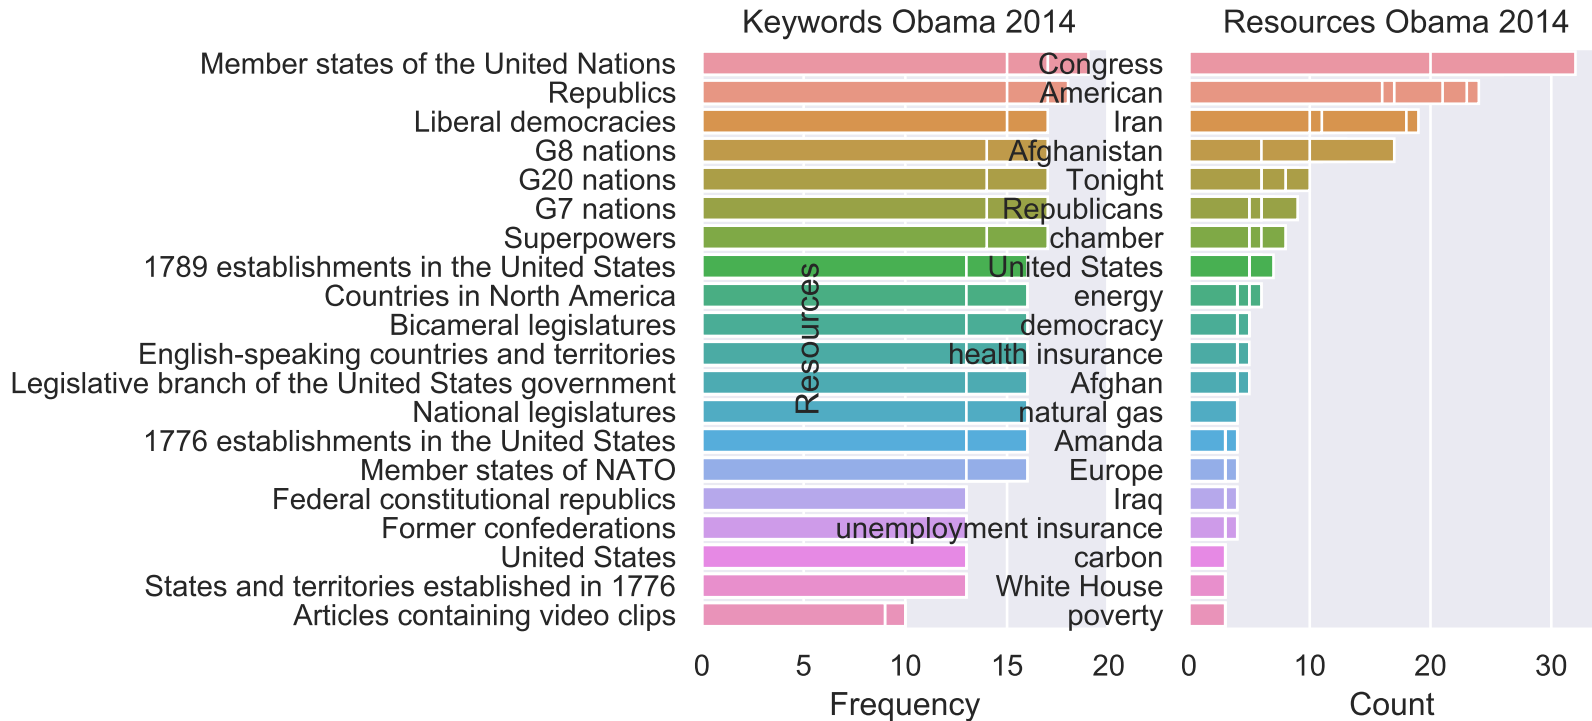 Keywords Obama 2014
Member states of the United Nations
Republics
Liberal democracies
G8 nations
G20 nations
G7 nations
Superpowers
1789 establishments in the United States
Countries in North America
Bicameral legislatures
English-speaking countries and territories
Legislative branch of the United States government
National legislatures
1776 establishments in the United States
Member states of NATO
Federal constitutional republics
Former confederations
United States
States and territories established in 1776
Articles containing video clips
0 5 10 15 20
Frequency
Resources Obama 2014
Resources
Congress
American
Iran
Afghanistan
Tonight
Republicans
chamber
United States
energy
democracy
health insurance
Afghan
natural gas
Amanda
Europe
Iraq
unemployment insurance
carbon
White House
poverty
0 10 20 30
Count